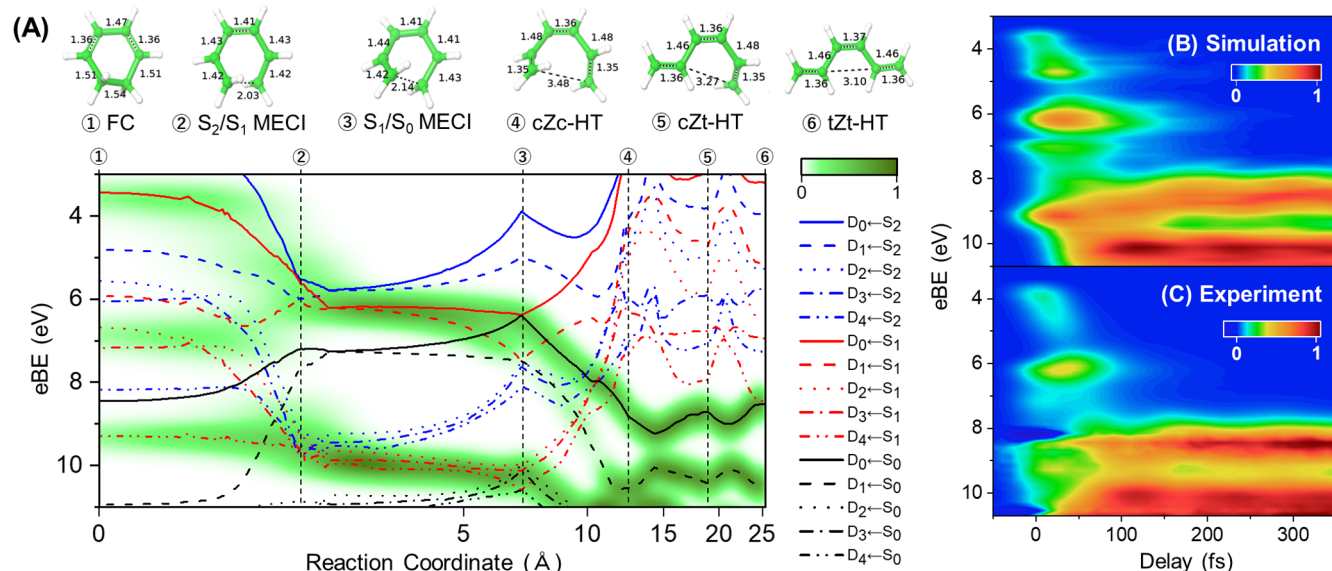 (A)
1.47
1.36
1.36
1.51
1.51
1.54
1.41
1.43
1.43
1.42
1.42
2.03
1.41
1.44
1.41
1.42
1.43
2.14
1.36
1.48
1.48
1.35
1.35
3.48
1.36
1.46
1.48
1.36
1.35
3.27
1.37
1.46
1.46
1.36
1.36
3.10
① FC
② S₂/S₁ MECI
③ S₁/S₀ MECI
④ cZc-HT
⑤ cZt-HT
⑥ tZt-HT
① ② ③ ④ ⑤ ⑥
4
6
8
10
eBE (eV)
0 5 10 15 20 25
Reaction Coordinate (Å)
0 1
D₀←S₂
D₁←S₂
D₂←S₂
D₃←S₂
D₄←S₂
D₀←S₁
D₁←S₁
D₂←S₁
D₃←S₁
D₄←S₁
D₀←S₀
D₁←S₀
D₂←S₀
D₃←S₀
D₄←S₀
(B) Simulation
0 1
4
6
8
10
eBE (eV)
(C) Experiment
0 1
4
6
8
10
0 100 200 300
Delay (fs)